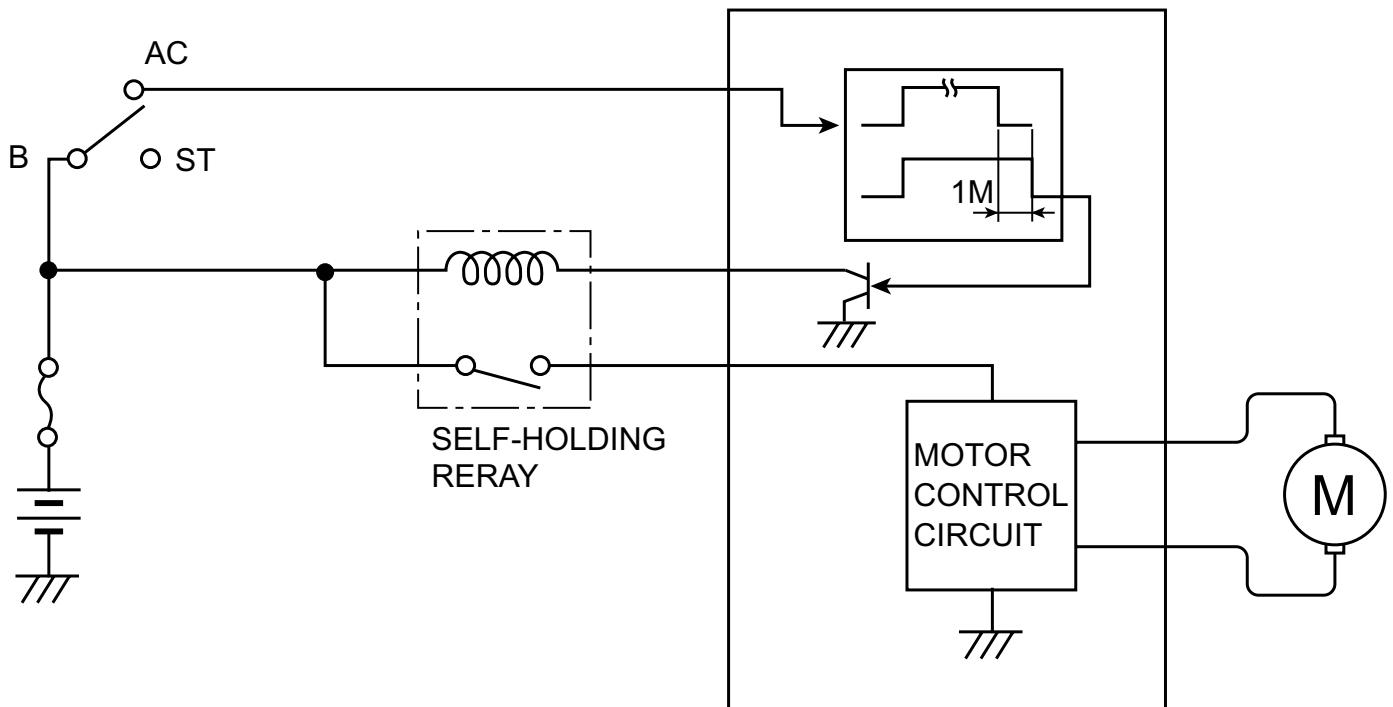 AC
B
ST
1M
SELF-HOLDING
RERAY
MOTOR
CONTROL
CIRCUIT
M